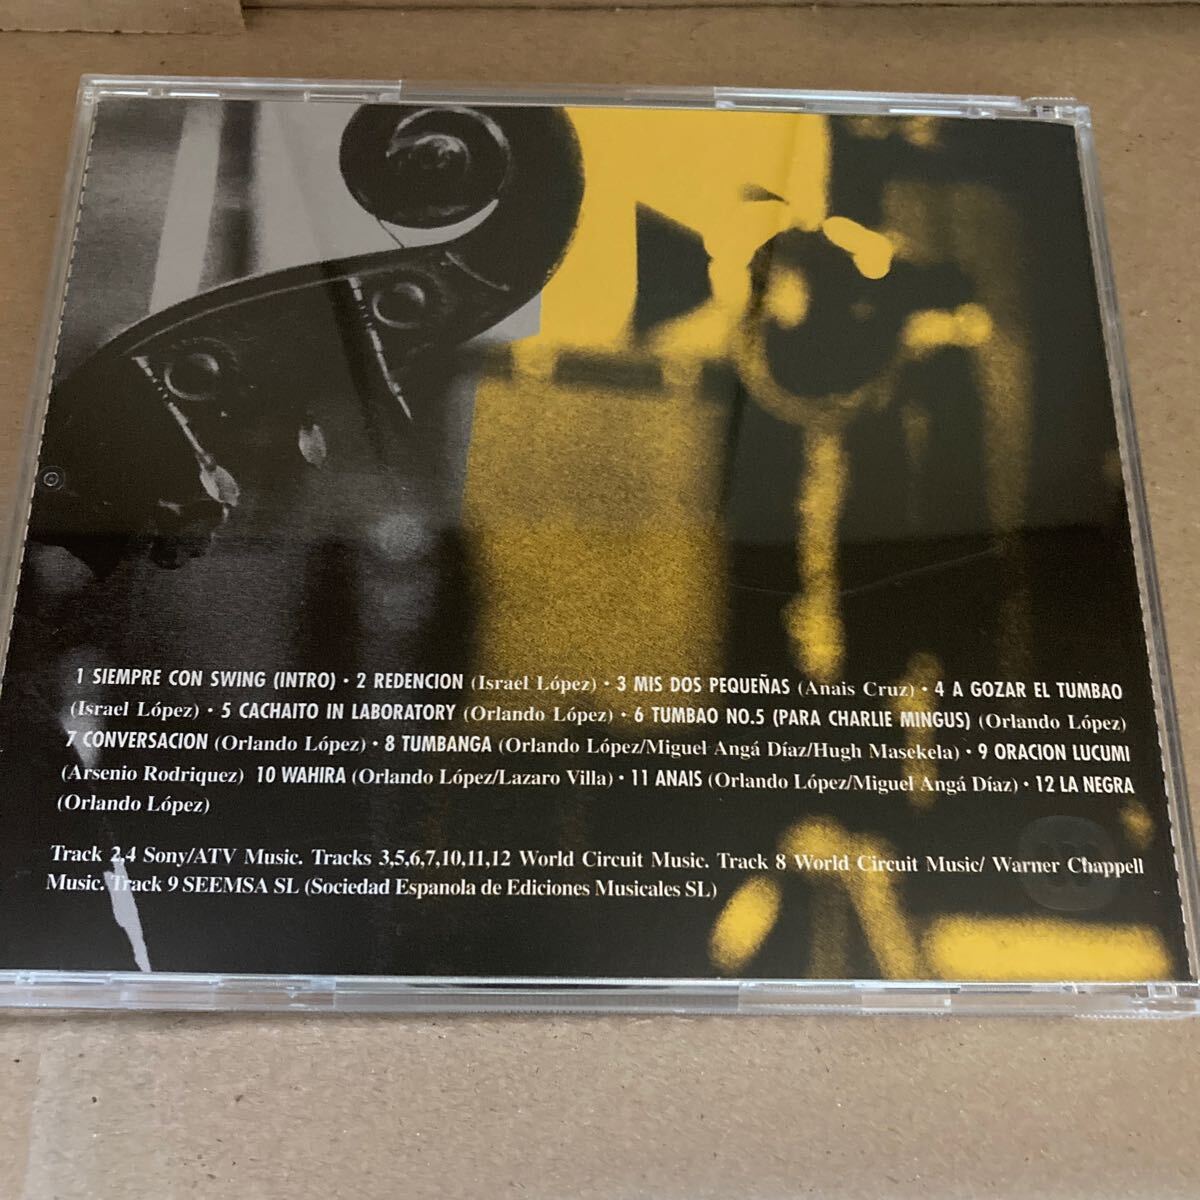 1 SIEMPRE CON SWING (INTRO) · 2 REDENCION (Israel López) · 3 MIS DOS PEQUEÑAS (Anais Cruz) · 4 A GOZAR EL TUMBAO
(Israel López) · 5 CACHAITO IN LABORATORY (Orlando López) · 6 TUMBAO NO.5 (PARA CHARLIE MINGUS) (Orlando López)
7 CONVERSACION (Orlando López) · 8 TUMBANGA (Orlando López/Miguel Angá Díaz/Hugh Masekela) · 9 ORACION LUCUMI
(Arsenio Rodriquez) 10 WAHIRA (Orlando López/Lazaro Villa) · 11 ANAIS (Orlando López/Miguel Angá Díaz) · 12 LA NEGRA
(Orlando López)
Track 2,4 Sony/ATV Music. Tracks 3,5,6,7,10,11,12 World Circuit Music. Track 8 World Circuit Music/ Warner Chappell
Music. Track 9 SEEMSA SL (Sociedad Espanola de Ediciones Musicales SL)